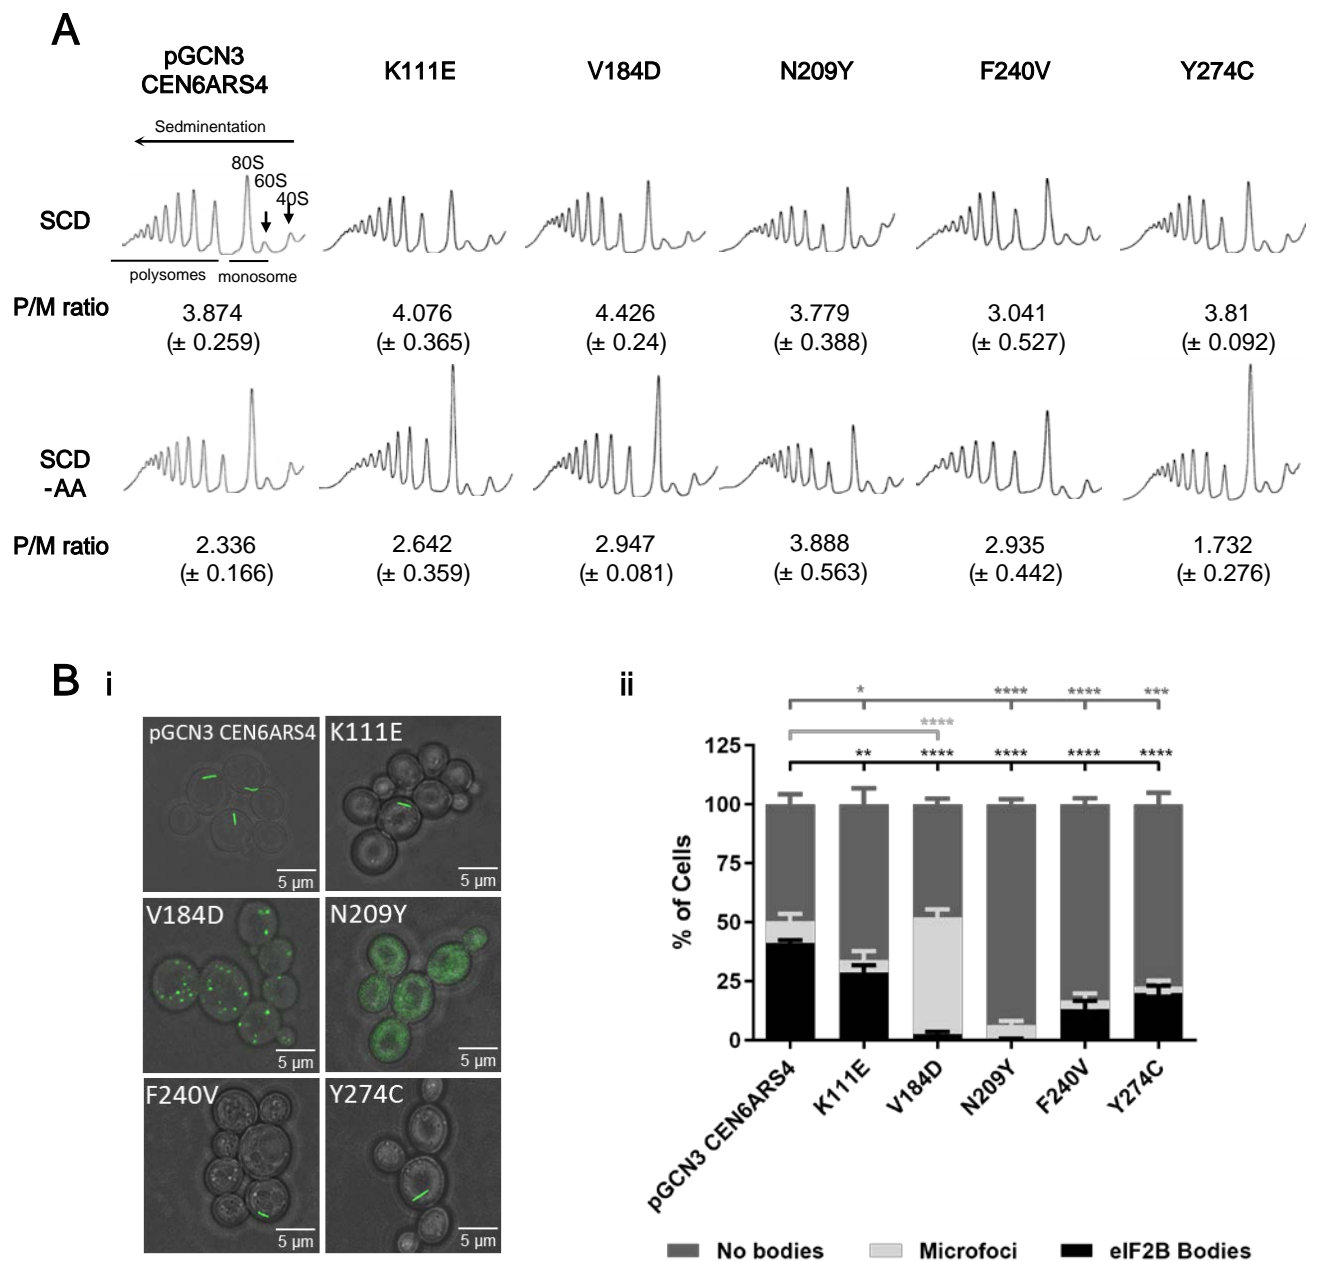 A
pGCN3
CEN6ARS4
K111E
V184D
N209Y
F240V
Y274C
Sedminentation
80S
60S
40S
SCD
polysomes
monosome
P/M ratio
3.874
(± 0.259)
4.076
(± 0.365)
4.426
(± 0.24)
3.779
(± 0.388)
3.041
(± 0.527)
3.81
(± 0.092)
SCD
-AA
P/M ratio
2.336
(± 0.166)
2.642
(± 0.359)
2.947
(± 0.081)
3.888
(± 0.563)
2.935
(± 0.442)
1.732
(± 0.276)
B i
pGCN3 CEN6ARS4
5 µm
K111E
5 µm
V184D
5 µm
N209Y
5 µm
F240V
5 µm
Y274C
5 µm
ii
* **** **** ***
****
** **** **** **** ****
125
100
75
50
25
0
% of Cells
pGCN3 CEN6ARS4
K111E
V184D
N209Y
F240V
Y274C
No bodies
Microfoci
eIF2B Bodies